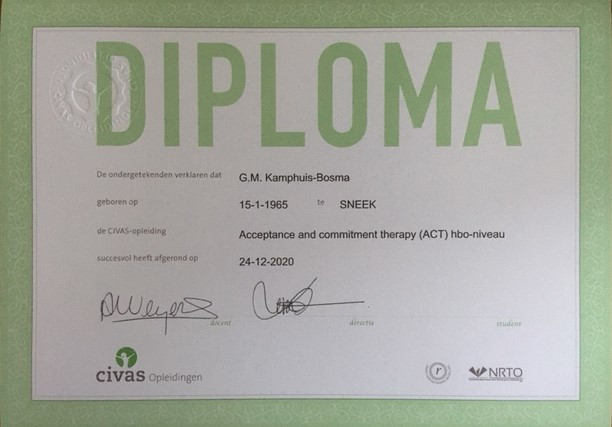 DIPLOMA
De ondergetekenden verklaren dat G.M. Kamphuis-Bosma
geboren op 15-1-1965 te SNEEK
de CIVAS-opleiding Acceptance and commitment therapy (ACT) hbo-niveau
succesvol heeft afgerond op 24-12-2020
docent directie student
civas Opleidingen
r
NRTO